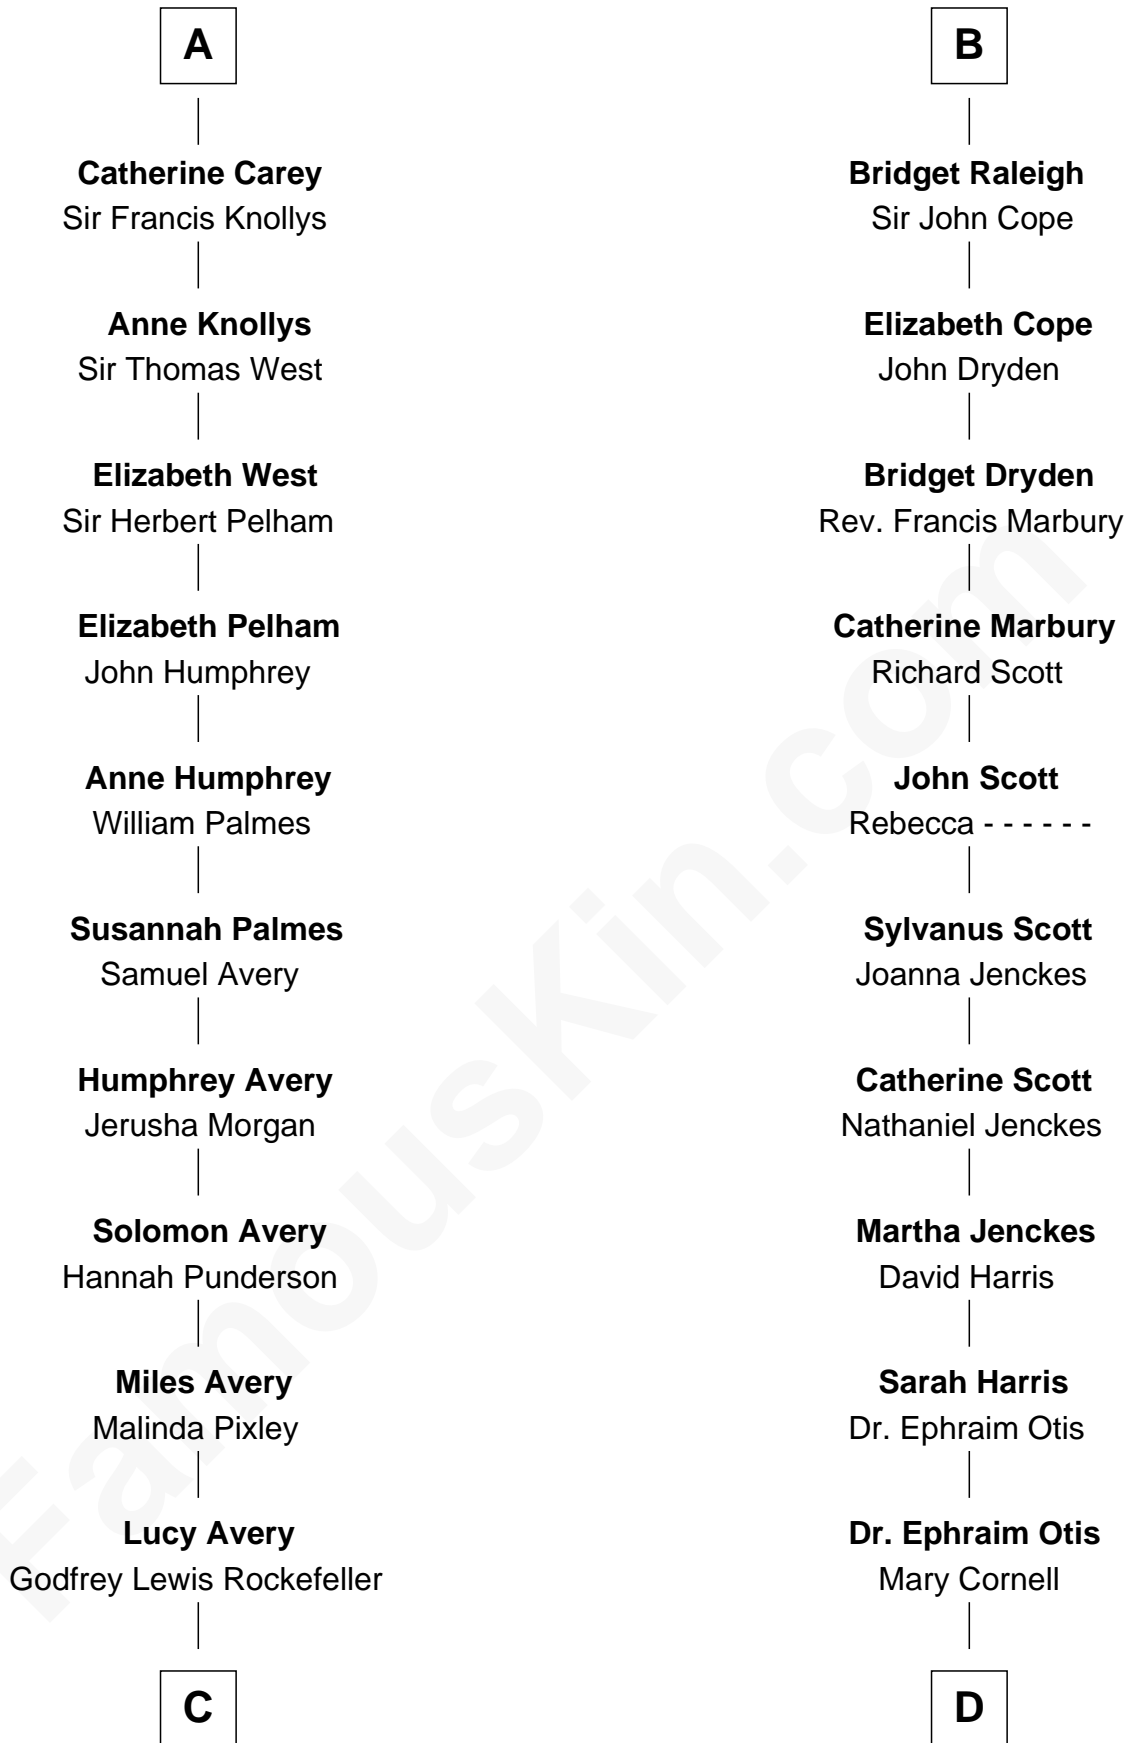 A
Catherine Carey
Sir Francis Knollys
Anne Knollys
Sir Thomas West
Elizabeth West
Sir Herbert Pelham
Elizabeth Pelham
John Humphrey
Anne Humphrey
William Palmes
Susannah Palmes
Samuel Avery
Humphrey Avery
Jerusha Morgan
Solomon Avery
Hannah Punderson
Miles Avery
Malinda Pixley
Lucy Avery
Godfrey Lewis Rockefeller
C
B
Bridget Raleigh
Sir John Cope
Elizabeth Cope
John Dryden
Bridget Dryden
Rev. Francis Marbury
Catherine Marbury
Richard Scott
John Scott
Rebecca - - - - - -
Sylvanus Scott
Joanna Jenckes
Catherine Scott
Nathaniel Jenckes
Martha Jenckes
David Harris
Sarah Harris
Dr. Ephraim Otis
Dr. Ephraim Otis
Mary Cornell
D
FamousKin.com